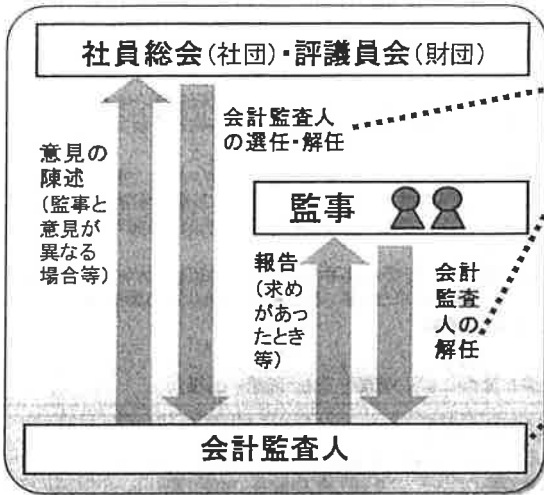 社員総会(社団)・評議員会(財団)
会計監査人
の選任・解任
意見の
陳述
(監事と
意見が
異なる
場合等)
監事
報告
(求め
があっ
たとき
等)
会計
監査
人の
解任
会計監査人